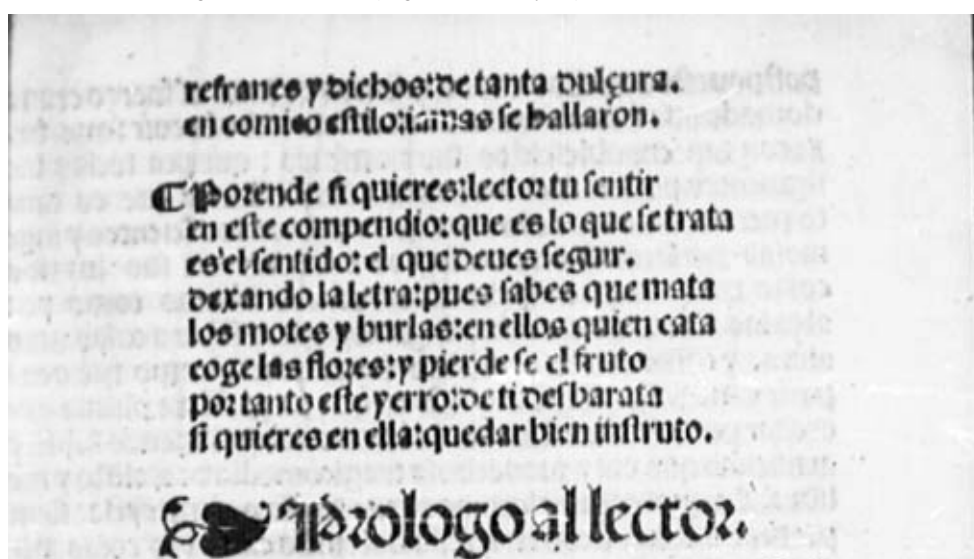 refranes y dichos:de tanta dulçura.
en comico estilo:iamas se hallaron.
¶ Porende si quieres:lector tu sentir
en este compendio:que es lo que se trata
es el sentido:el que deues seguir.
dexando la letra:pues sabes que mata
los motes y burlas:en ellos quien cata
coge las flores:y pierde se el fruto
por tanto este yerro:de ti desbarata
si quieres en ella:quedar bien instruto.
❧ Prologo al lector.